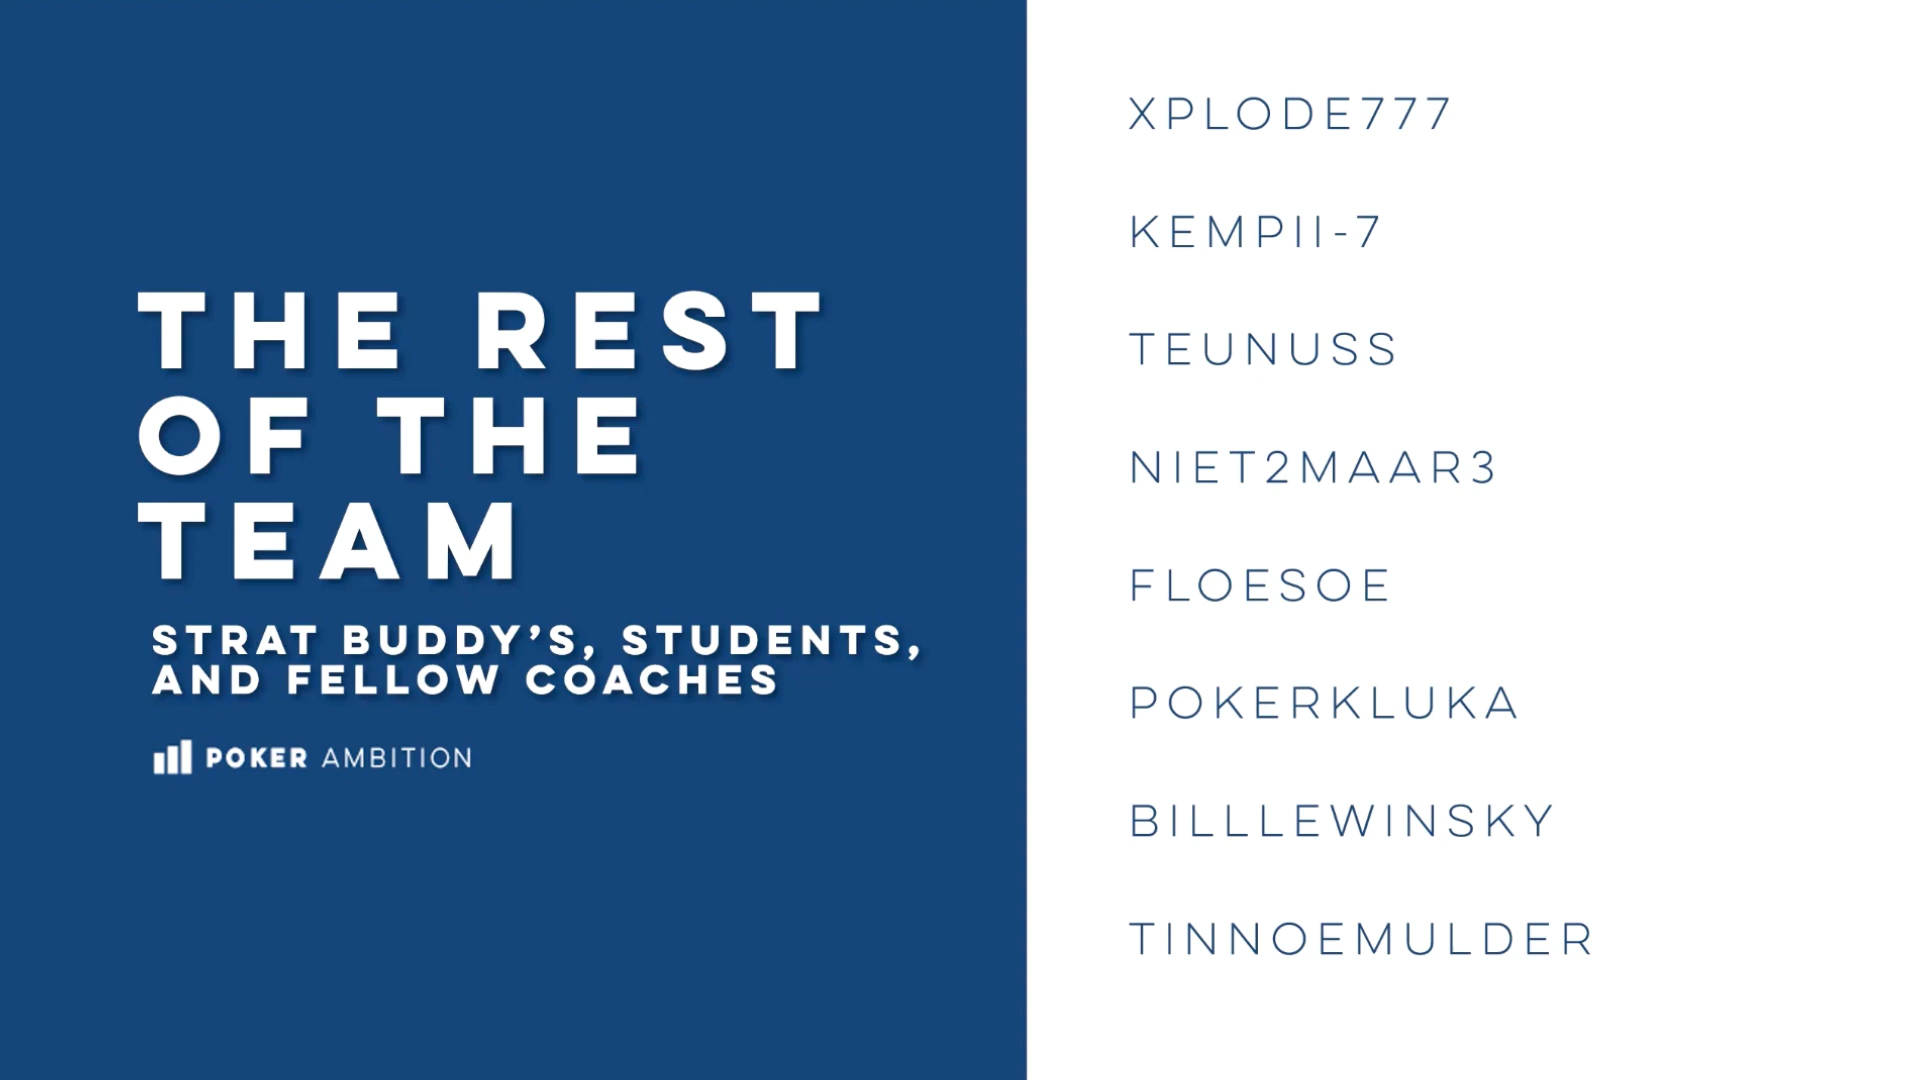 THE REST
OF THE
TEAM
STRAT BUDDY’S, STUDENTS,
AND FELLOW COACHES
POKER AMBITION
XPLODE777
KEMPII-7
TEUNUSS
NIET2MAAR3
FLOESOE
POKERKLUKA
BILLLEWINSKY
TINNOEMULDER